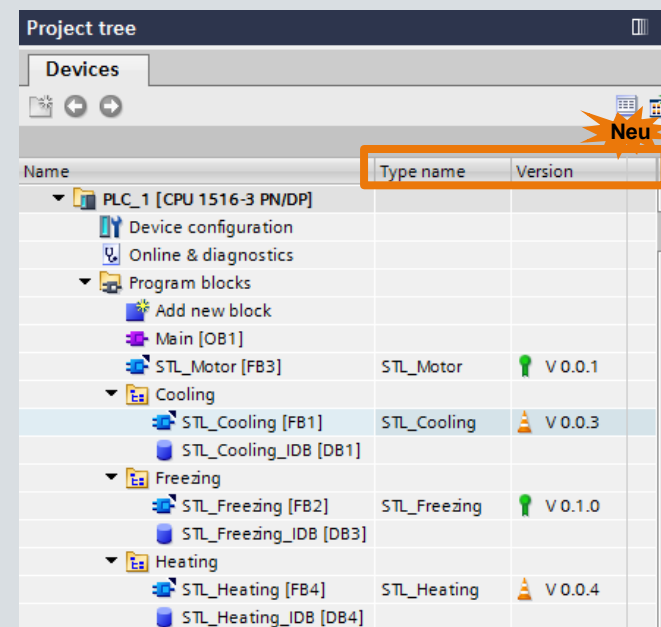 Project tree
Devices
Neu
Name Type name Version
PLC_1 [CPU 1516-3 PN/DP]
Device configuration
Online & diagnostics
Program blocks
Add new block
Main [OB1]
STL_Motor [FB3] STL_Motor V 0.0.1
Cooling
STL_Cooling [FB1] STL_Cooling V 0.0.3
STL_Cooling_IDB [DB1]
Freezing
STL_Freezing [FB2] STL_Freezing V 0.1.0
STL_Freezing_IDB [DB3]
Heating
STL_Heating [FB4] STL_Heating V 0.0.4
STL_Heating_IDB [DB4]